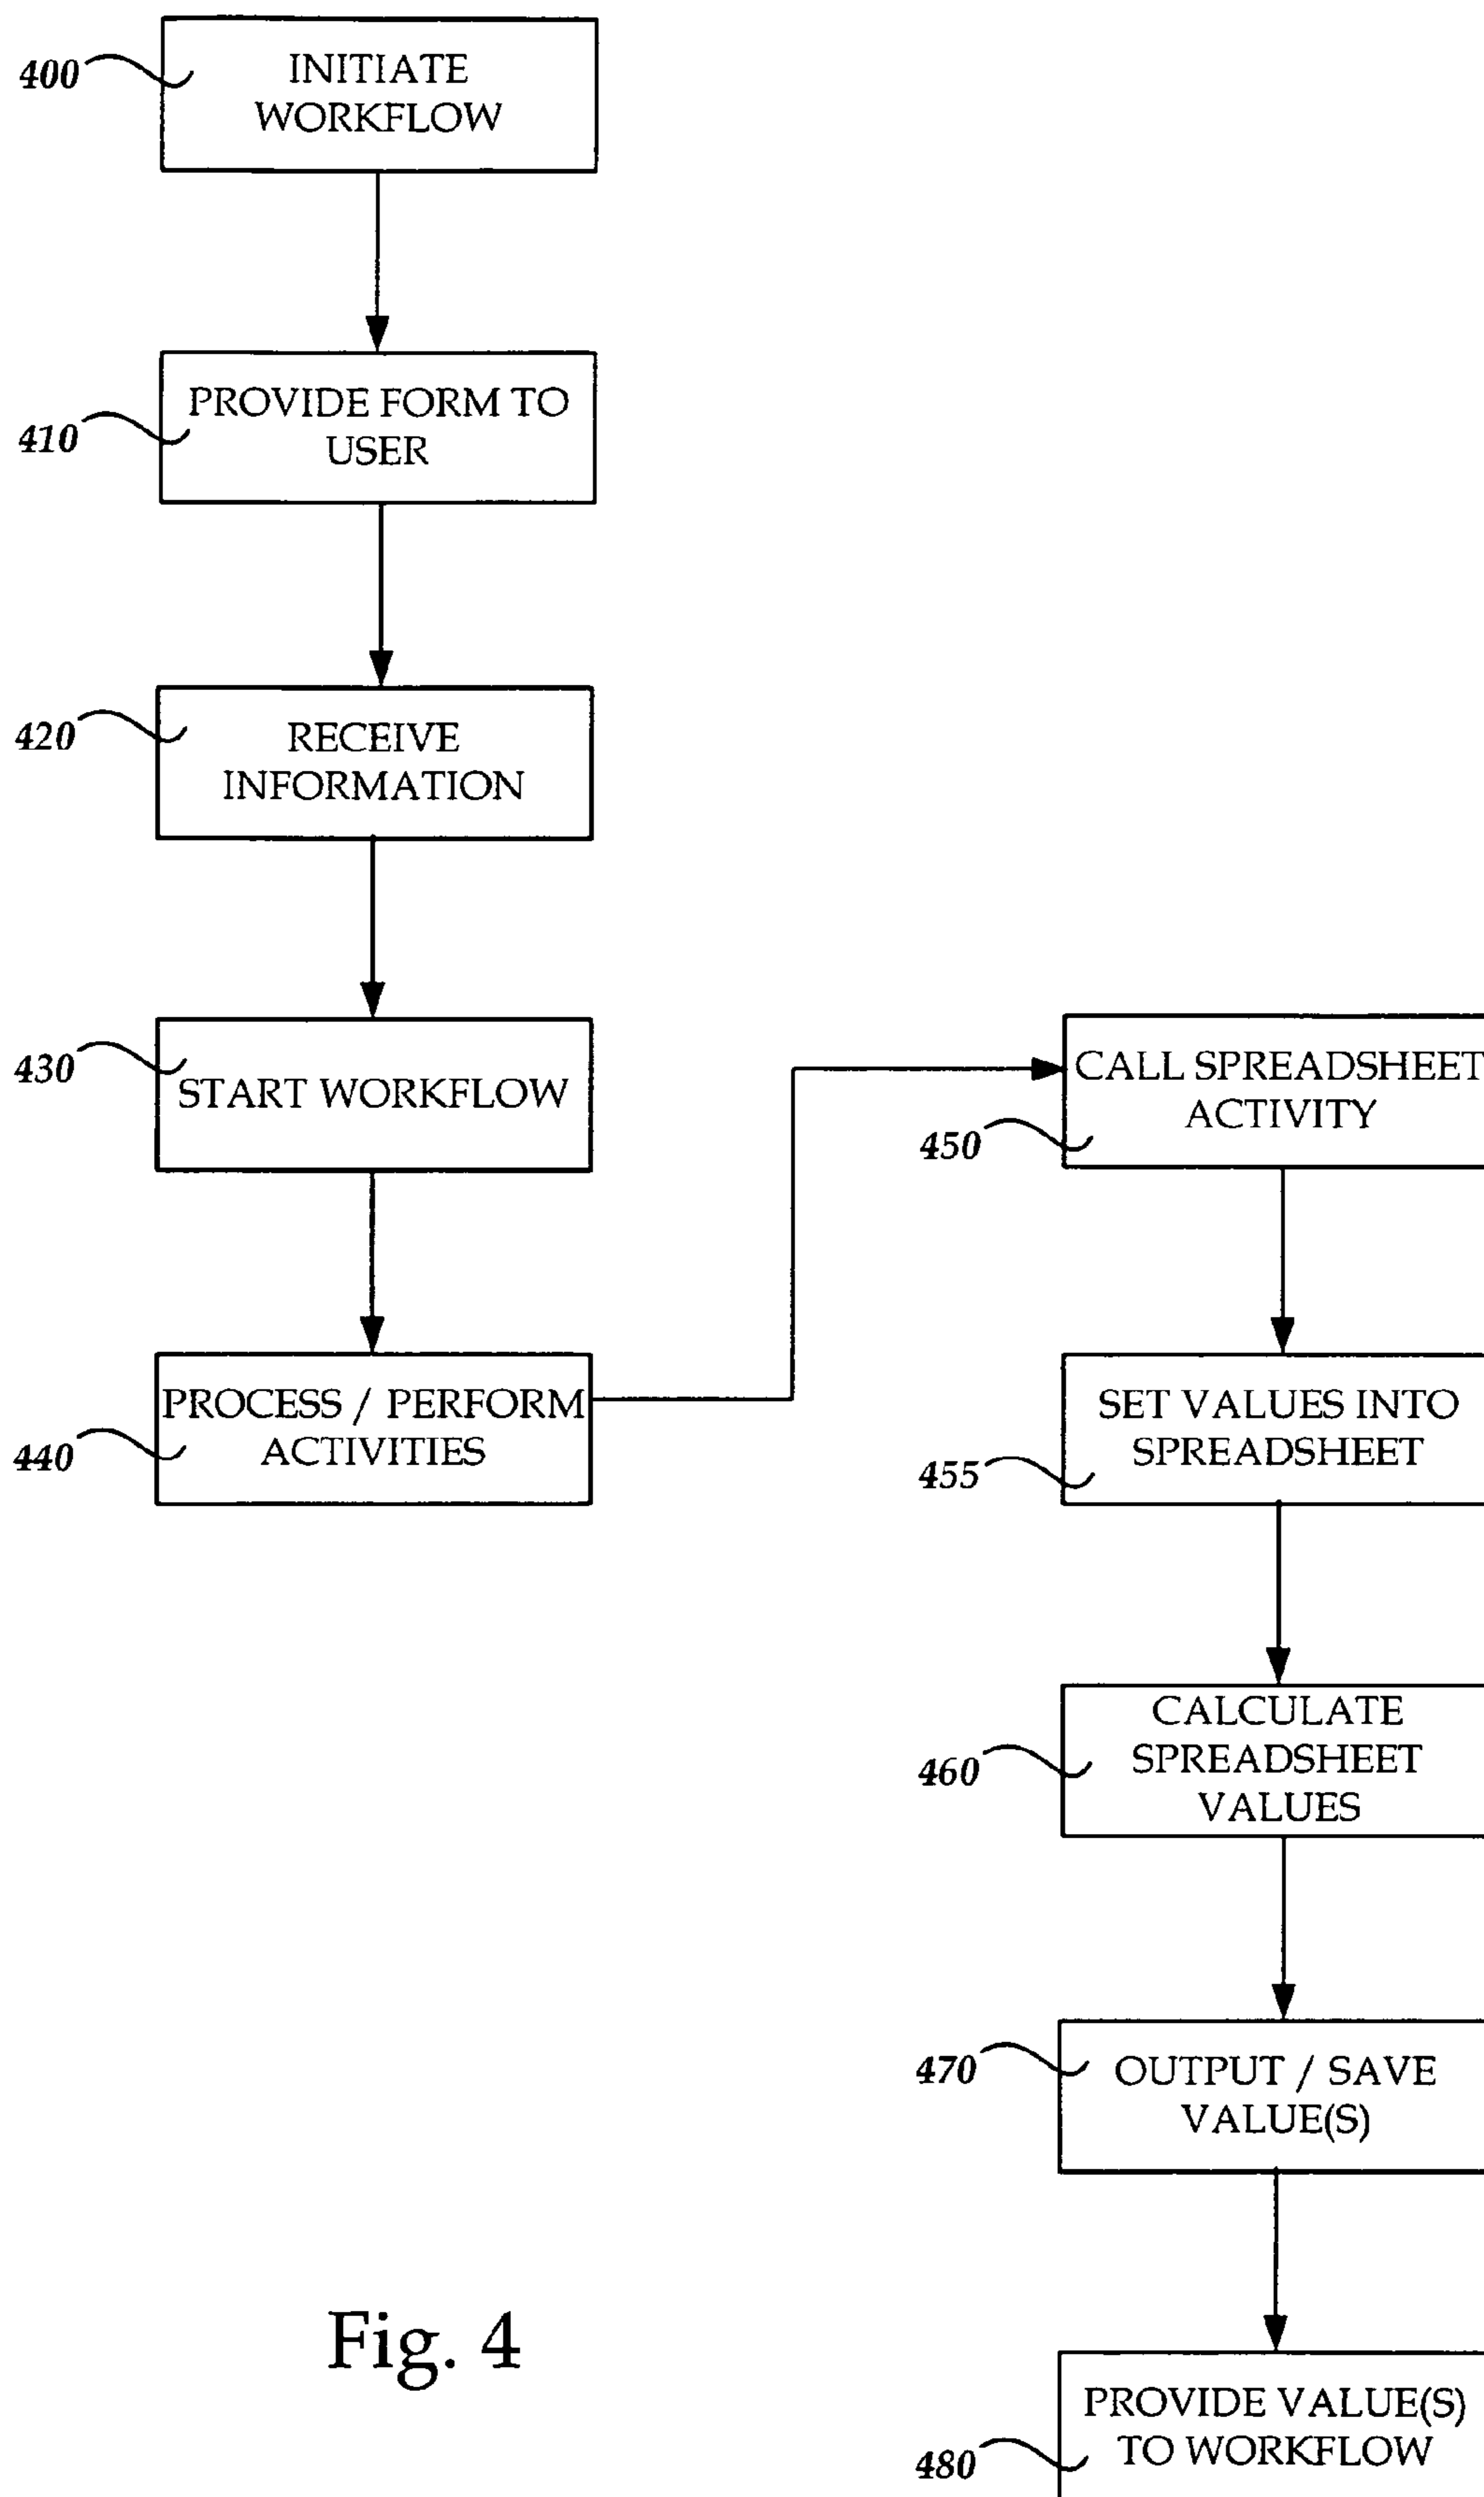 400
INITIATE
WORKFLOW
410
PROVIDE FORM TO
USER
420
RECEIVE
INFORMATION
430
START WORKFLOW
440
PROCESS / PERFORM
ACTIVITIES
450
CALL SPREADSHEET
ACTIVITY
455
SET VALUES INTO
SPREADSHEET
460
CALCULATE
SPREADSHEET
VALUES
470
OUTPUT / SAVE
VALUE(S)
480
PROVIDE VALUE(S)
TO WORKFLOW
Fig. 4